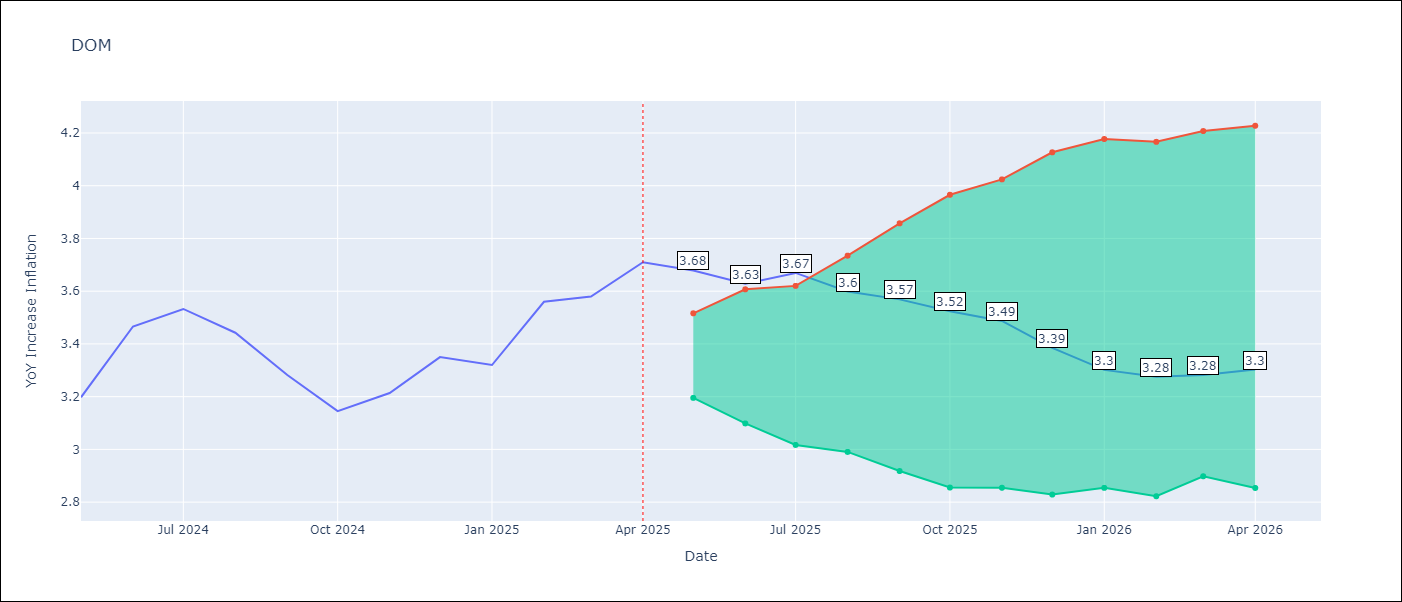 DOM
YoY Increase Inflation
4.2
4
3.8
3.6
3.4
3.2
3
2.8
3.68
3.63
3.67
3.6
3.57
3.52
3.49
3.39
3.3
3.28
3.28
3.3
Jul 2024
Oct 2024
Jan 2025
Apr 2025
Jul 2025
Oct 2025
Jan 2026
Apr 2026
Date